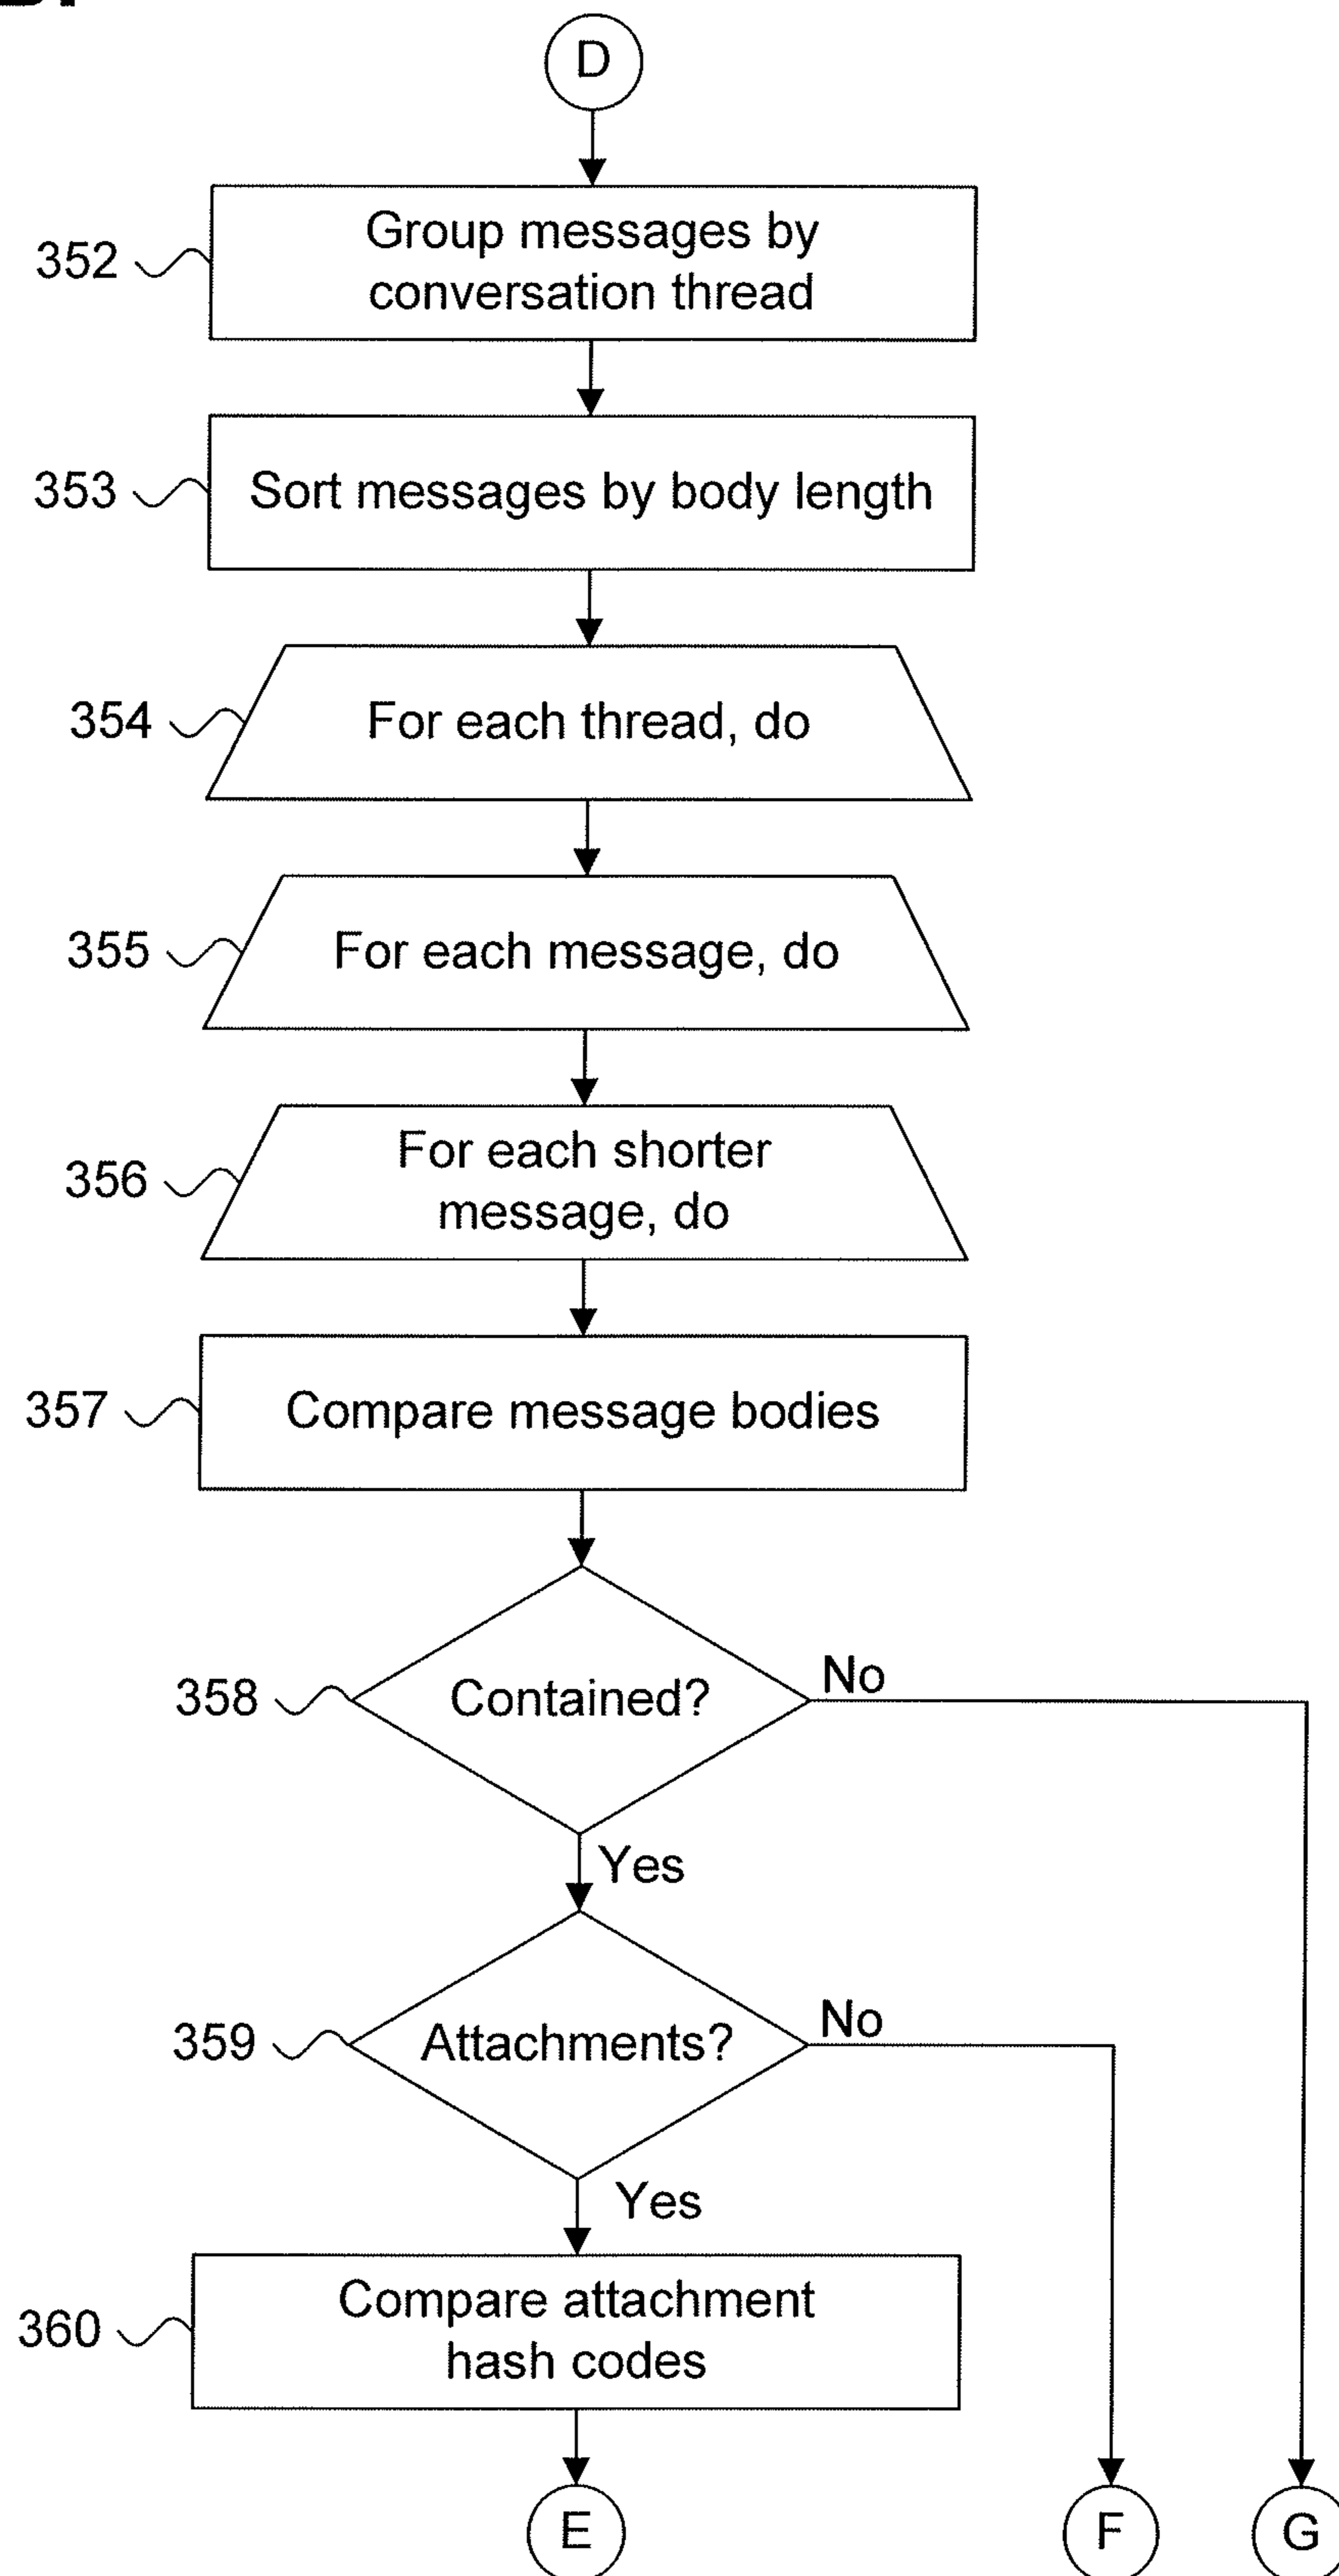 D
352
Group messages by
conversation thread
353
Sort messages by body length
354
For each thread, do
355
For each message, do
356
For each shorter
message, do
357
Compare message bodies
358
Contained?
No
Yes
359
Attachments?
No
Yes
360
Compare attachment
hash codes
E
F
G